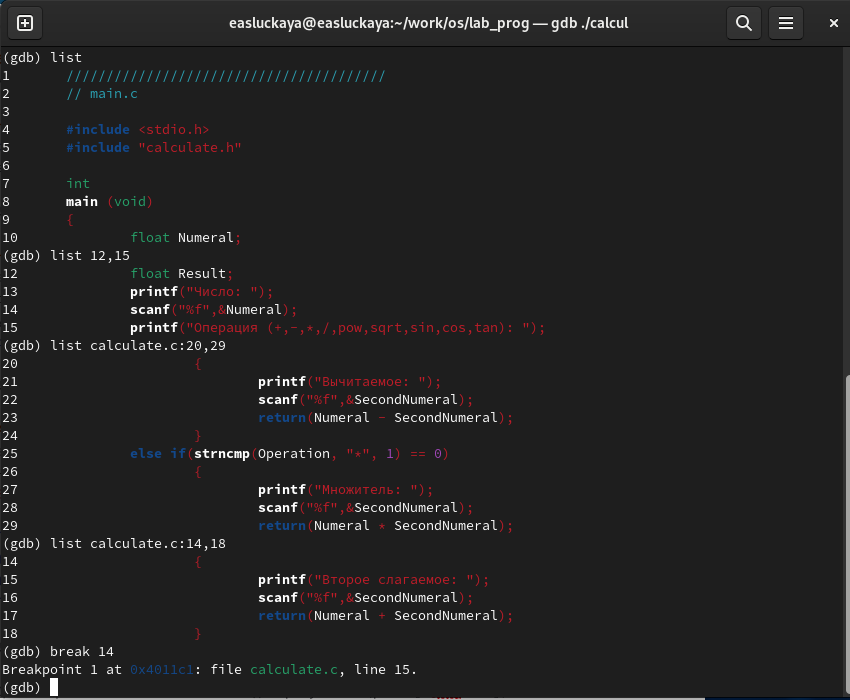 easluckaya@easluckaya:~/work/os/lab_prog — gdb ./calcul
(gdb) list
1       ////////////////////////////////////////
2       // main.c
3
4       #include <stdio.h>
5       #include "calculate.h"
6
7       int
8       main (void)
9       {
10              float Numeral;
(gdb) list 12,15
12              float Result;
13              printf("Число: ");
14              scanf("%f",&Numeral);
15              printf("Операция (+,-,*,/,pow,sqrt,sin,cos,tan): ");
(gdb) list calculate.c:20,29
20                      {
21                              printf("Вычитаемое: ");
22                              scanf("%f",&SecondNumeral);
23                              return(Numeral - SecondNumeral);
24                      }
25              else if(strncmp(Operation, "*", 1) == 0)
26                      {
27                              printf("Множитель: ");
28                              scanf("%f",&SecondNumeral);
29                              return(Numeral * SecondNumeral);
(gdb) list calculate.c:14,18
14                      {
15                              printf("Второе слагаемое: ");
16                              scanf("%f",&SecondNumeral);
17                              return(Numeral + SecondNumeral);
18                      }
(gdb) break 14
Breakpoint 1 at 0x4011c1: file calculate.c, line 15.
(gdb)